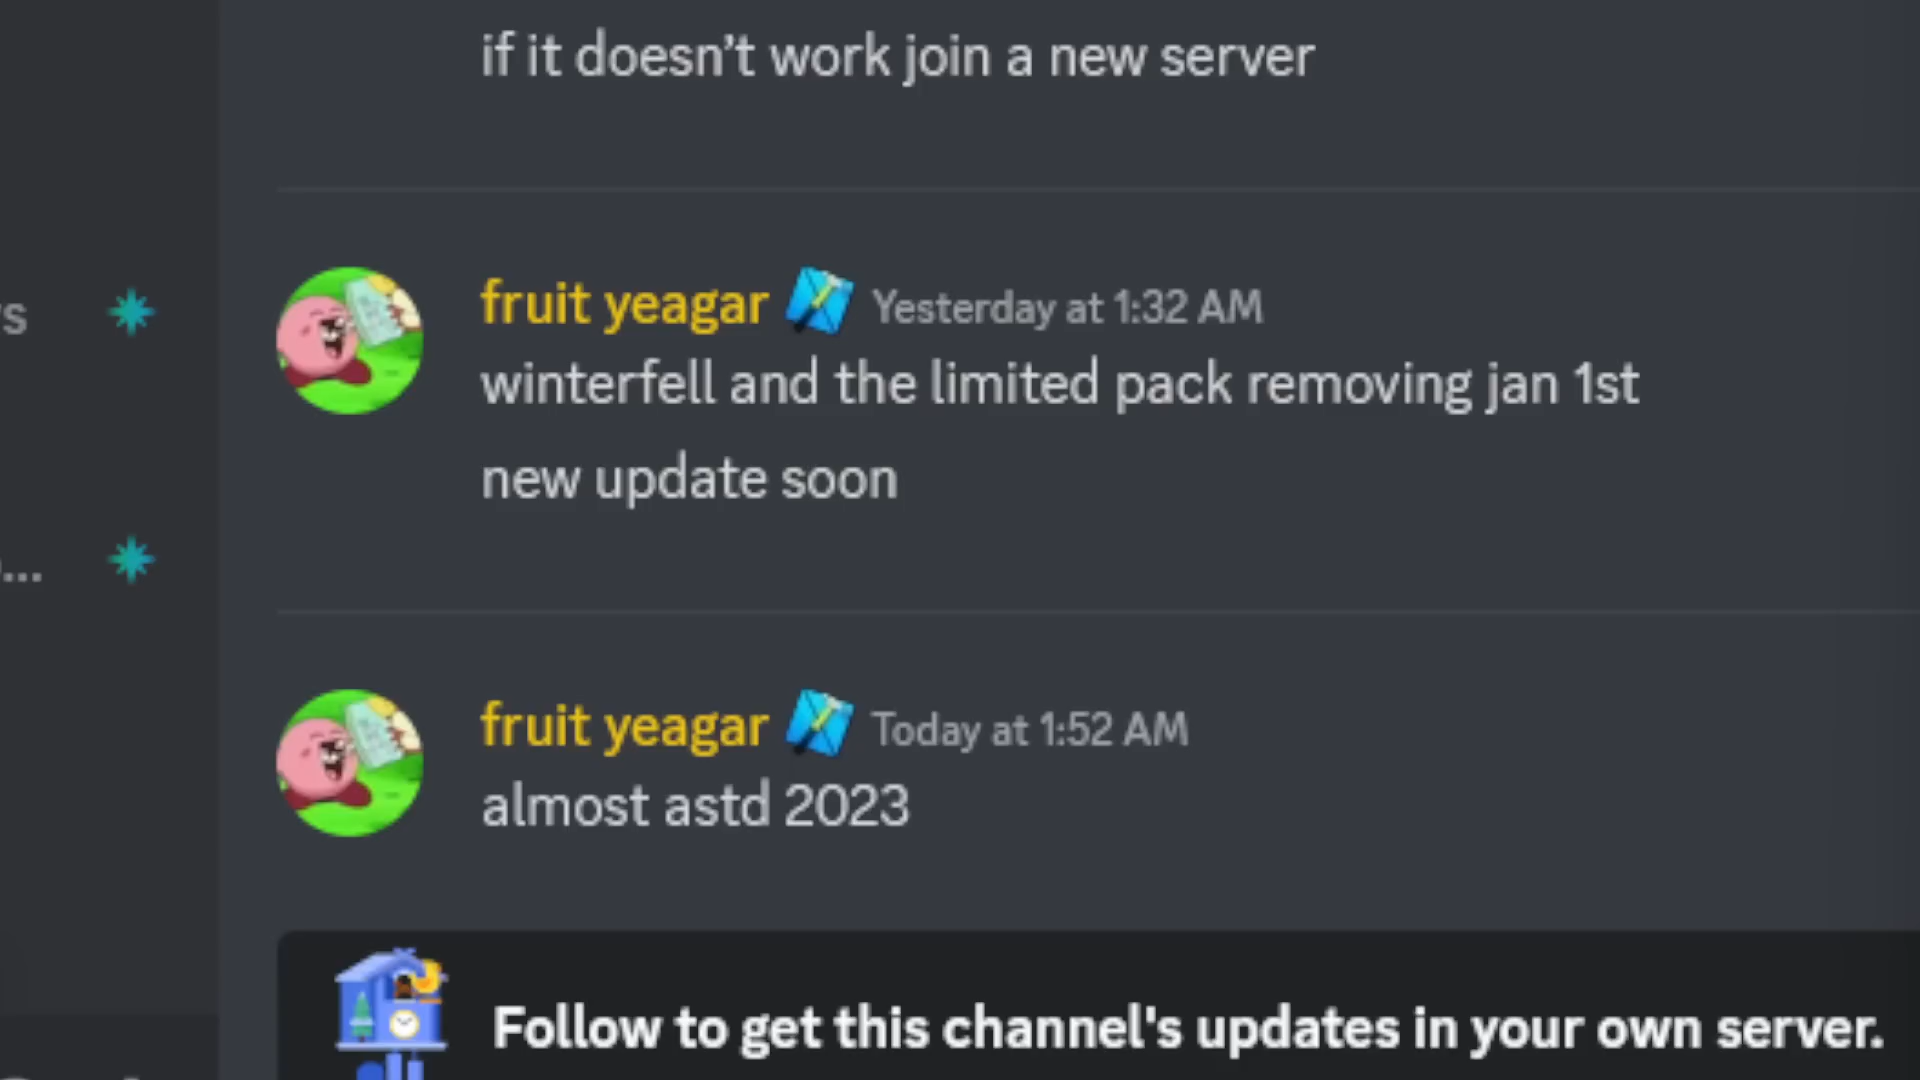 if it doesn't work join a new server
fruit yeagar Yesterday at 1:32 AM
winterfell and the limited pack removing jan 1st
new update soon
fruit yeagar Today at 1:52 AM
almost astd 2023
Follow to get this channel's updates in your own server.